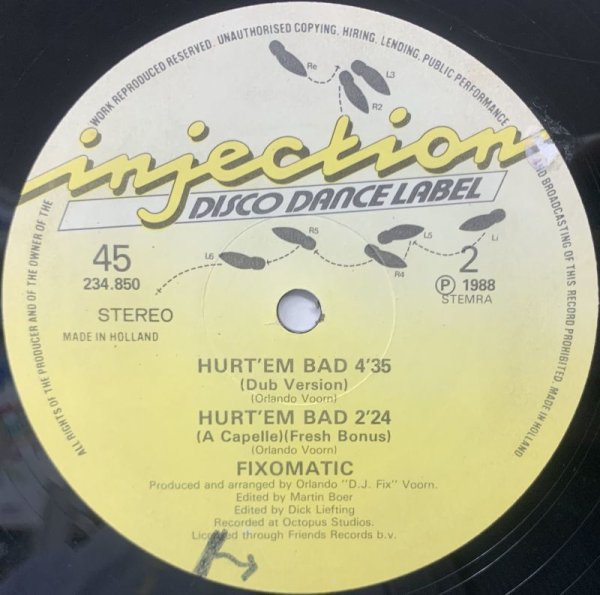 ALL RIGHTS OF THE PRODUCER AND OF THE OWNER OF THE WORK REPRODUCED RESERVED. UNAUTHORISED COPYING, HIRING, LENDING, PUBLIC PERFORMANCE AND BROADCASTING OF THIS RECORD PROHIBITED. MADE IN HOLLAND
Re
L3
R2
injection
DISCO DANCE LABEL
L6
R5
R4
L5
Li
45
234.850
STEREO
MADE IN HOLLAND
2
P 1988
STEMRA
HURT'EM BAD 4'35
(Dub Version)
(Orlando Voorn)
HURT'EM BAD 2'24
(A Capelle)(Fresh Bonus)
(Orlando Voorn)
FIXOMATIC
Produced and arranged by Orlando "D.J. Fix" Voorn.
Edited by Martin Boer
Edited by Dick Liefting
Recorded at Octopus Studios.
Licensed through Friends Records b.v.